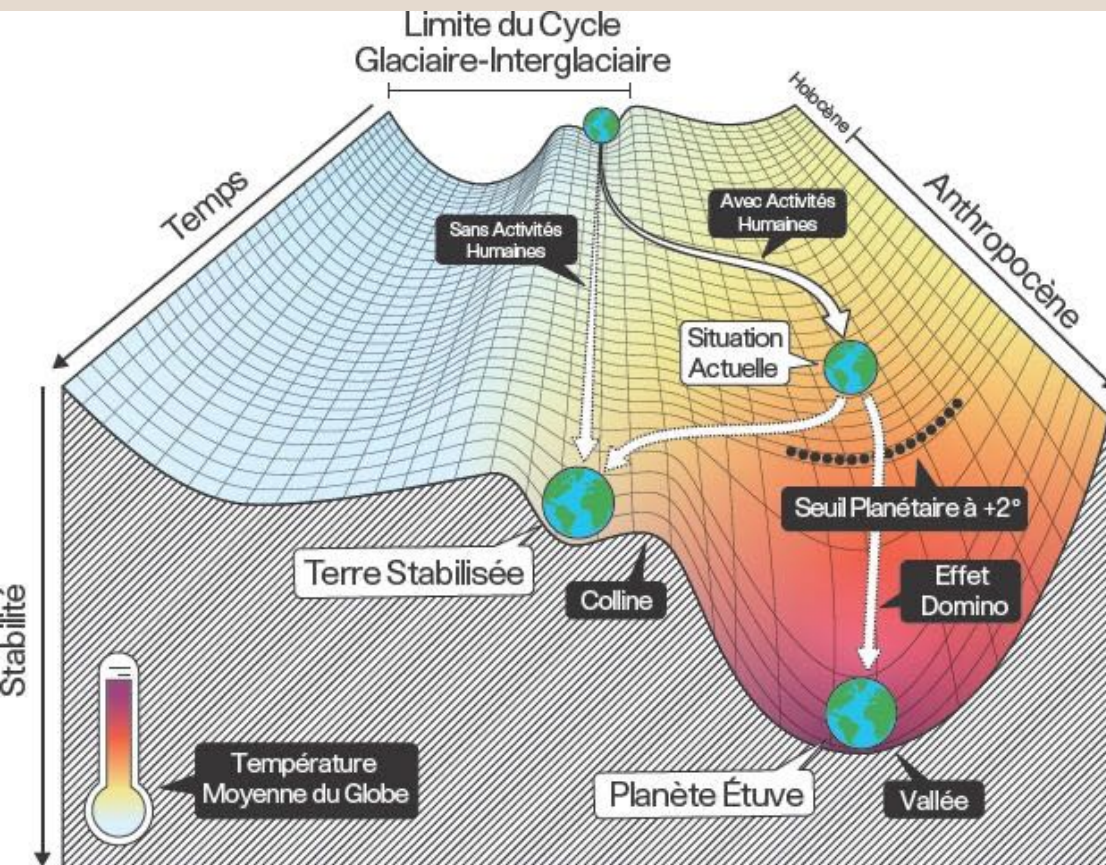 Limite du Cycle
Glaciaire-Interglaciaire
Holocène
Temps
Anthropocène
Avec Activités
Humaines
Sans Activités
Humaines
Situation
Actuelle
Seuil Planétaire à +2°
Terre Stabilisée
Effet
Domino
Colline
Stabilité
Température
Moyenne du Globe
Planète Étuve
Vallée